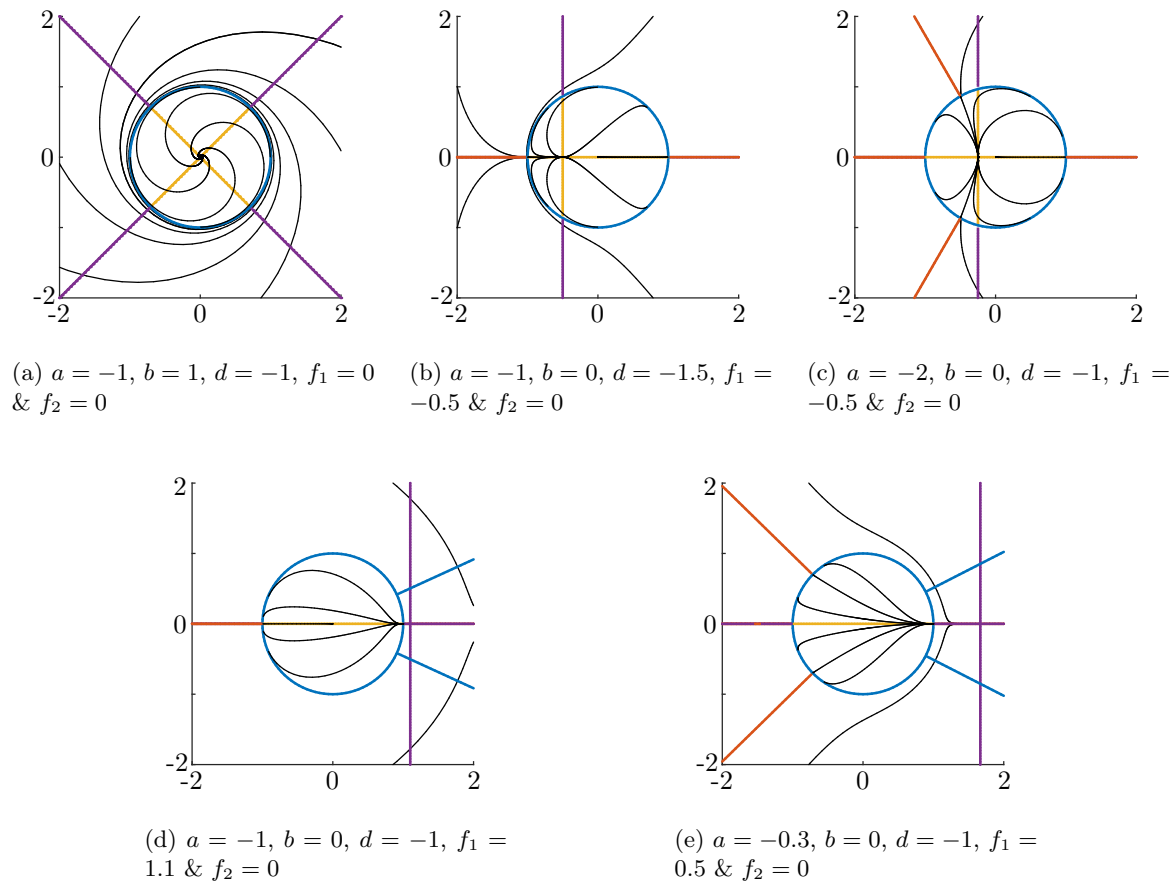 2
0
-2
-2 0 2
2
0
-2
-2 0 2
2
0
-2
-2 0 2
(a) a = −1, b = 1, d = −1, f₁ = 0
& f₂ = 0
(b) a = −1, b = 0, d = −1.5, f₁ =
−0.5 & f₂ = 0
(c) a = −2, b = 0, d = −1, f₁ =
−0.5 & f₂ = 0
2
0
-2
-2 0 2
2
0
-2
-2 0 2
(d) a = −1, b = 0, d = −1, f₁ =
1.1 & f₂ = 0
(e) a = −0.3, b = 0, d = −1, f₁ =
0.5 & f₂ = 0